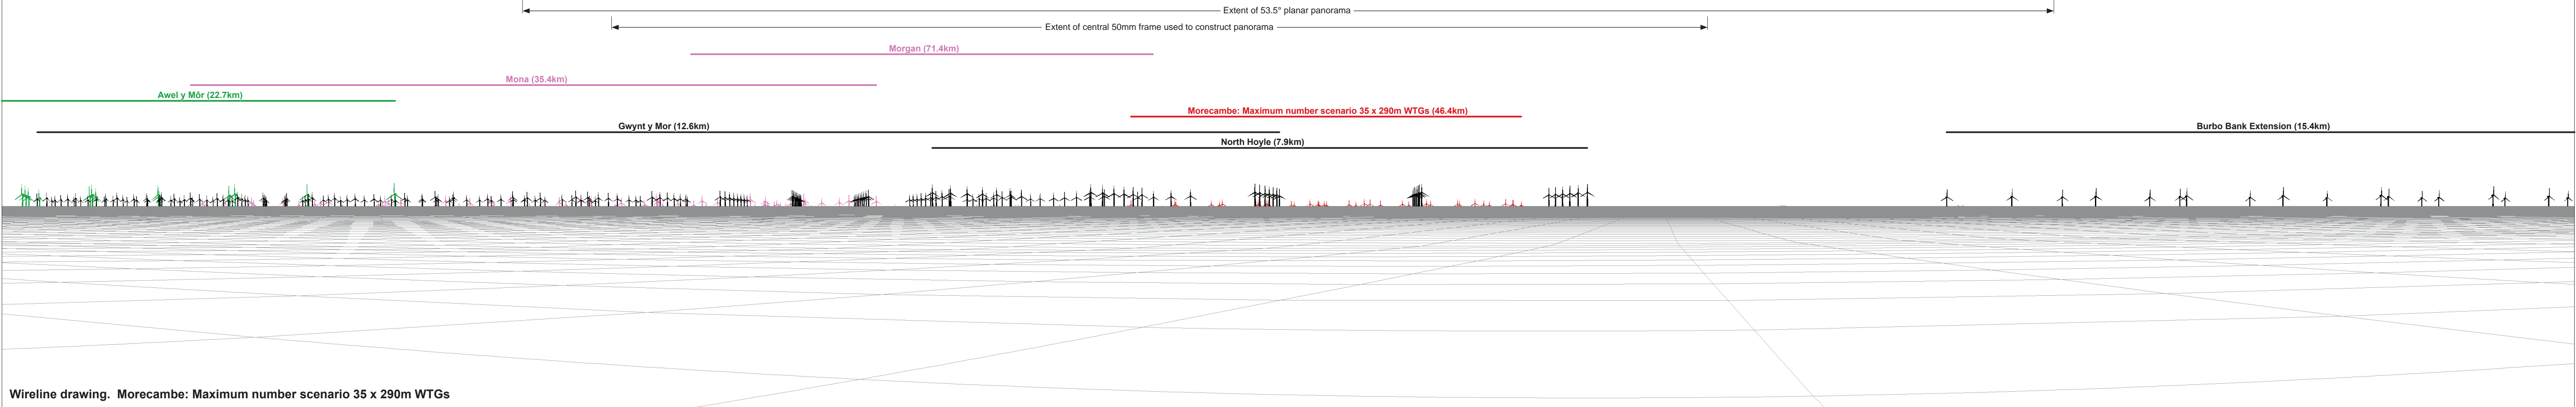 Extent of 53.5° planar panorama
Extent of central 50mm frame used to construct panorama
Morgan (71.4km)
Mona (35.4km)
Awel y Môr (22.7km)
Morecambe: Maximum number scenario 35 x 290m WTGs (46.4km)
Gwynt y Mor (12.6km)
Burbo Bank Extension (15.4km)
North Hoyle (7.9km)
Wireline drawing. Morecambe: Maximum number scenario 35 x 290m WTGs